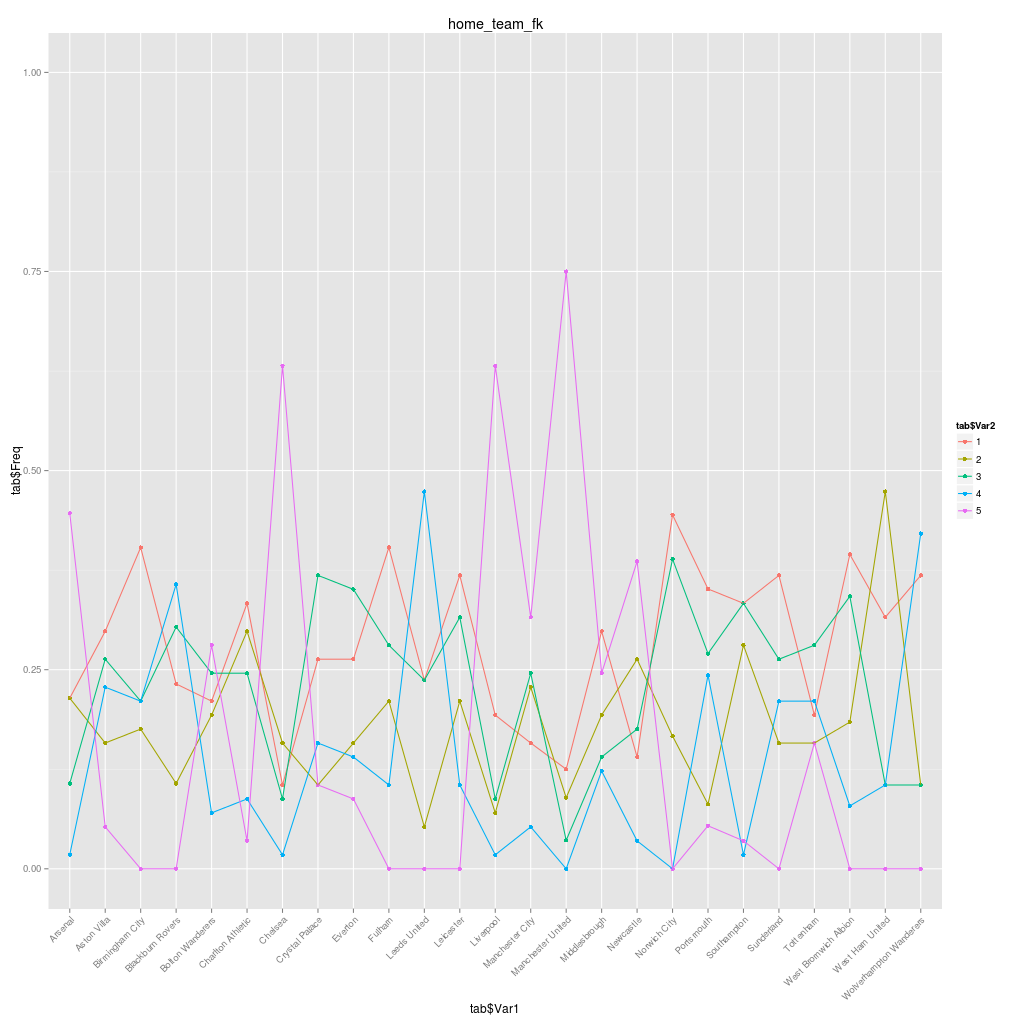 home_team_fk
1.00
0.75
0.50
0.25
0.00
tab$Freq
Arsenal
Aston Villa
Birmingham City
Blackburn Rovers
Bolton Wanderers
Charlton Athletic
Chelsea
Crystal Palace
Everton
Fulham
Leeds United
Leicester
Liverpool
Manchester City
Manchester United
Middlesbrough
Newcastle
Norwich City
Portsmouth
Southampton
Sunderland
Tottenham
West Bromwich Albion
West Ham United
Wolverhampton Wanderers
tab$Var1
tab$Var2
1
2
3
4
5